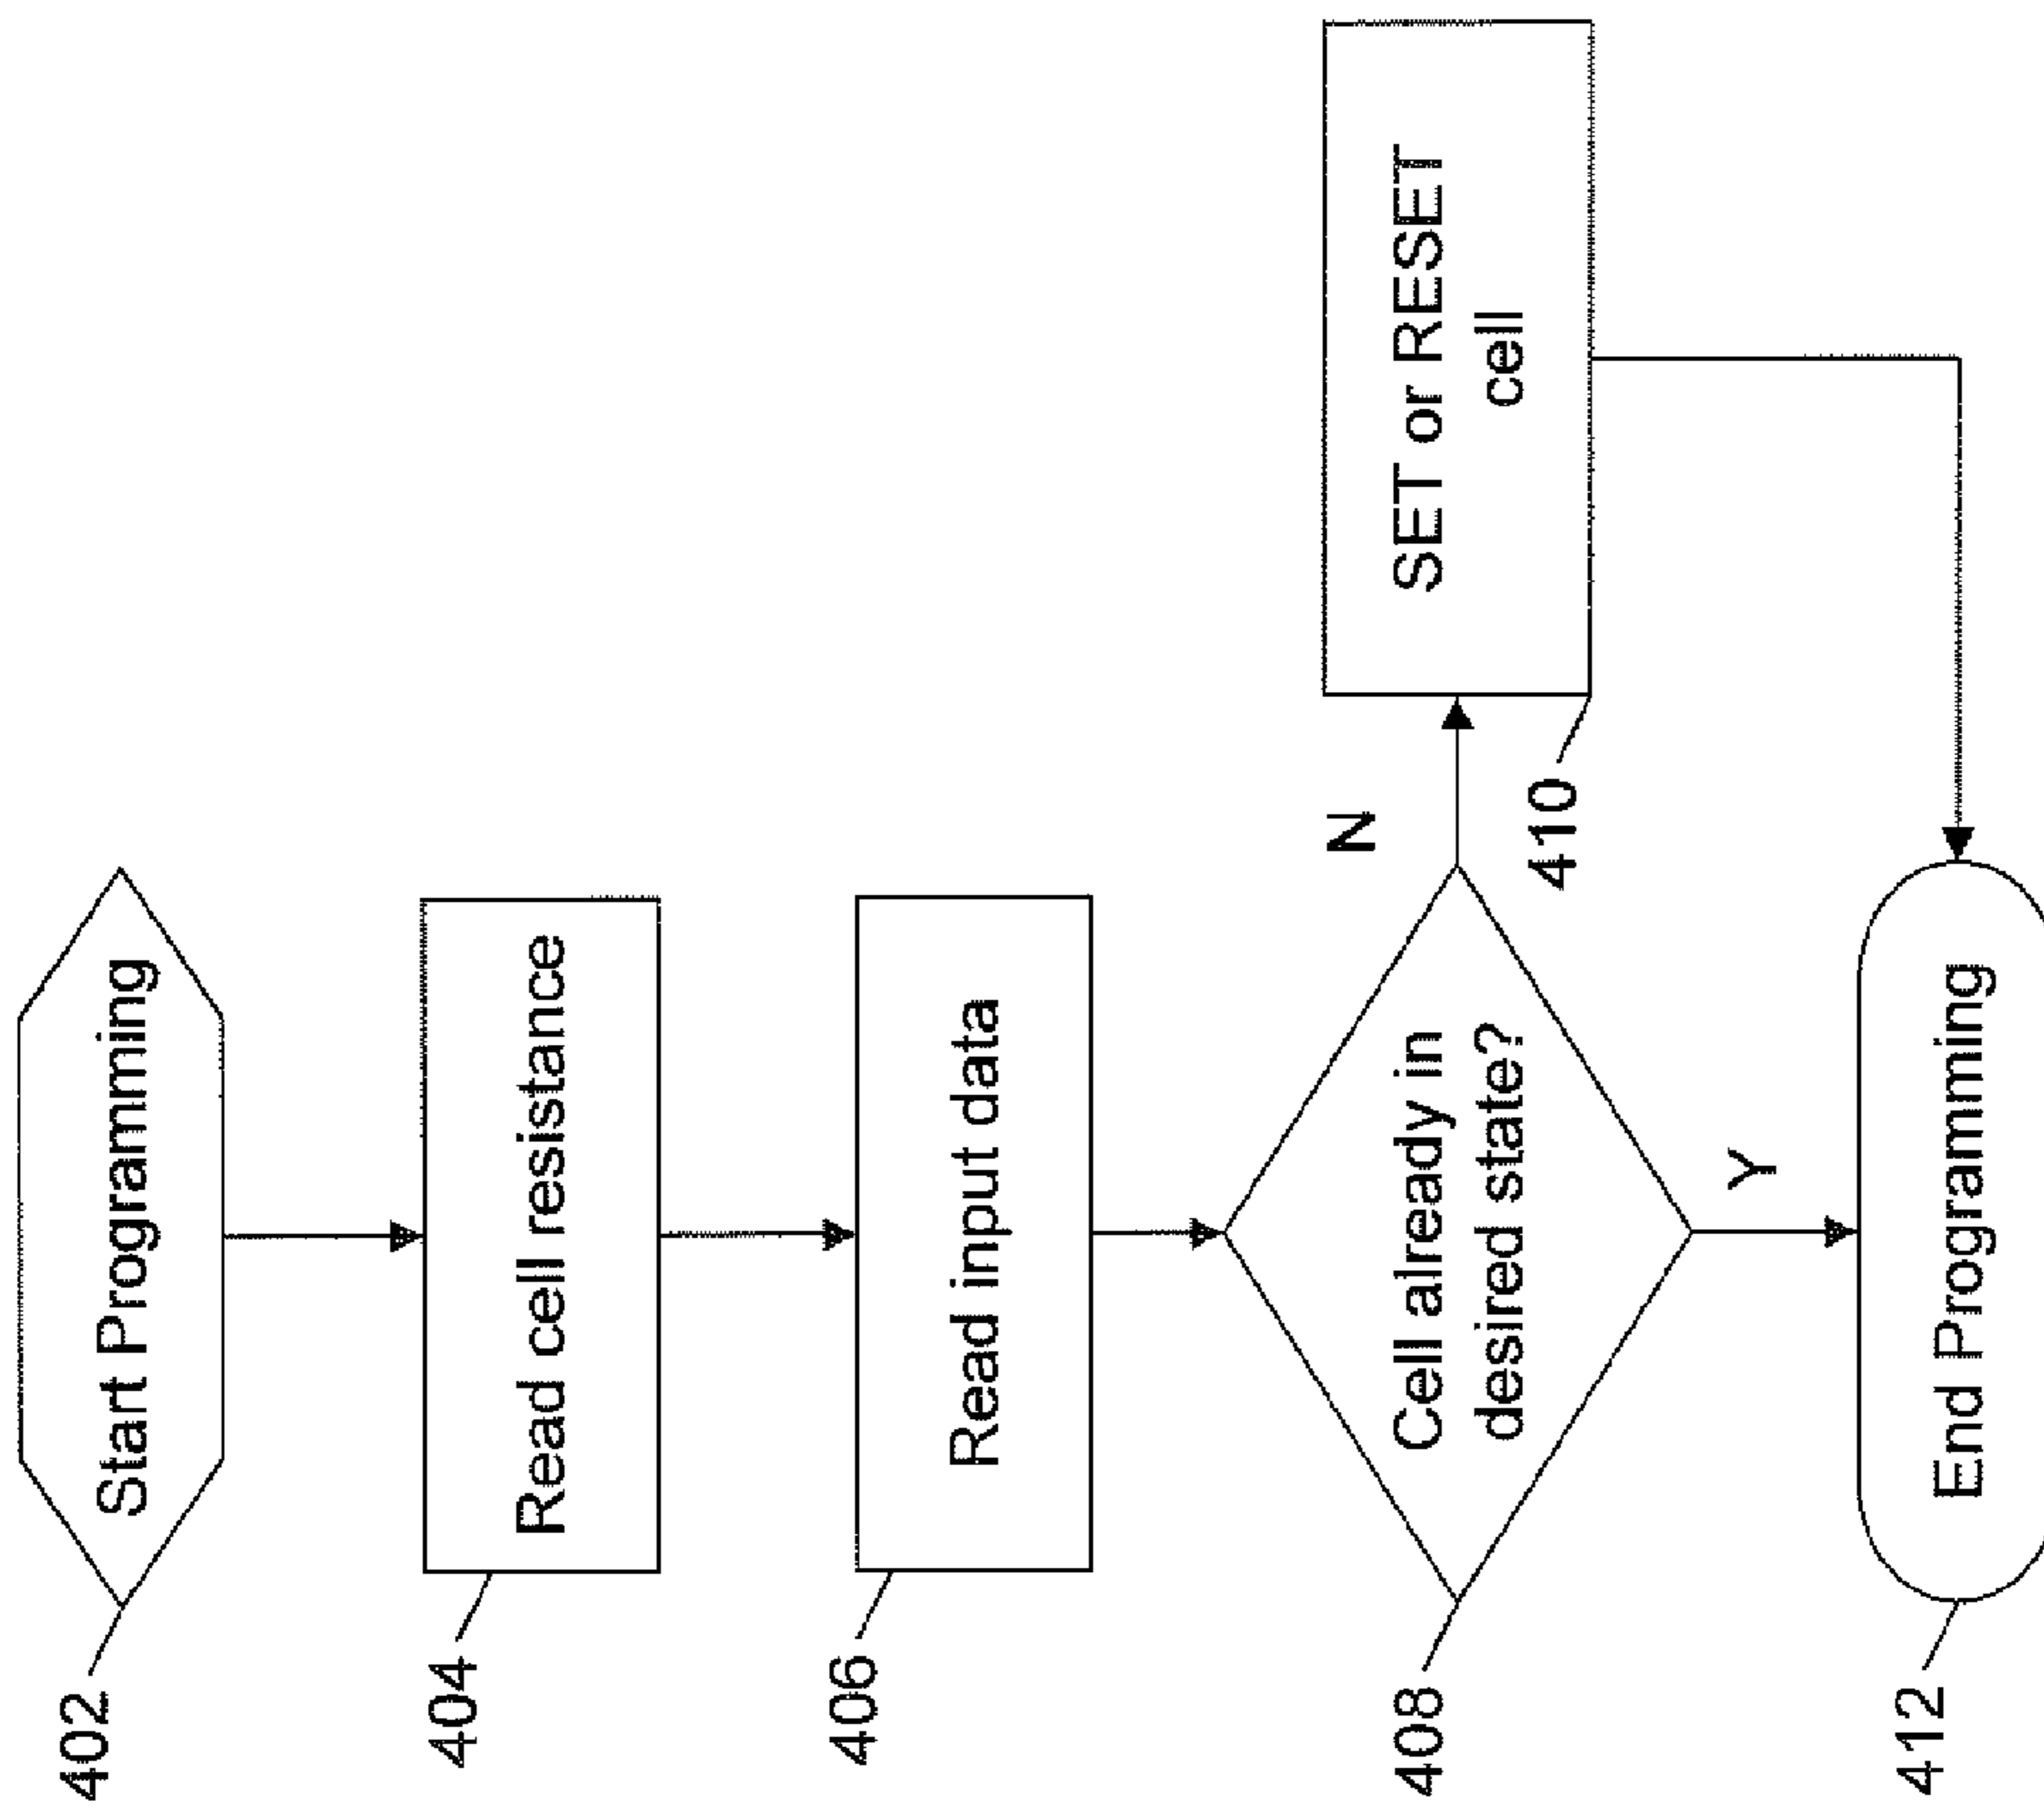 402
Start Programming
404
Read cell resistance
406
Read input data
408
Cell already in
desired state?
N
410
SET or RESET
cell
Y
412
End Programming